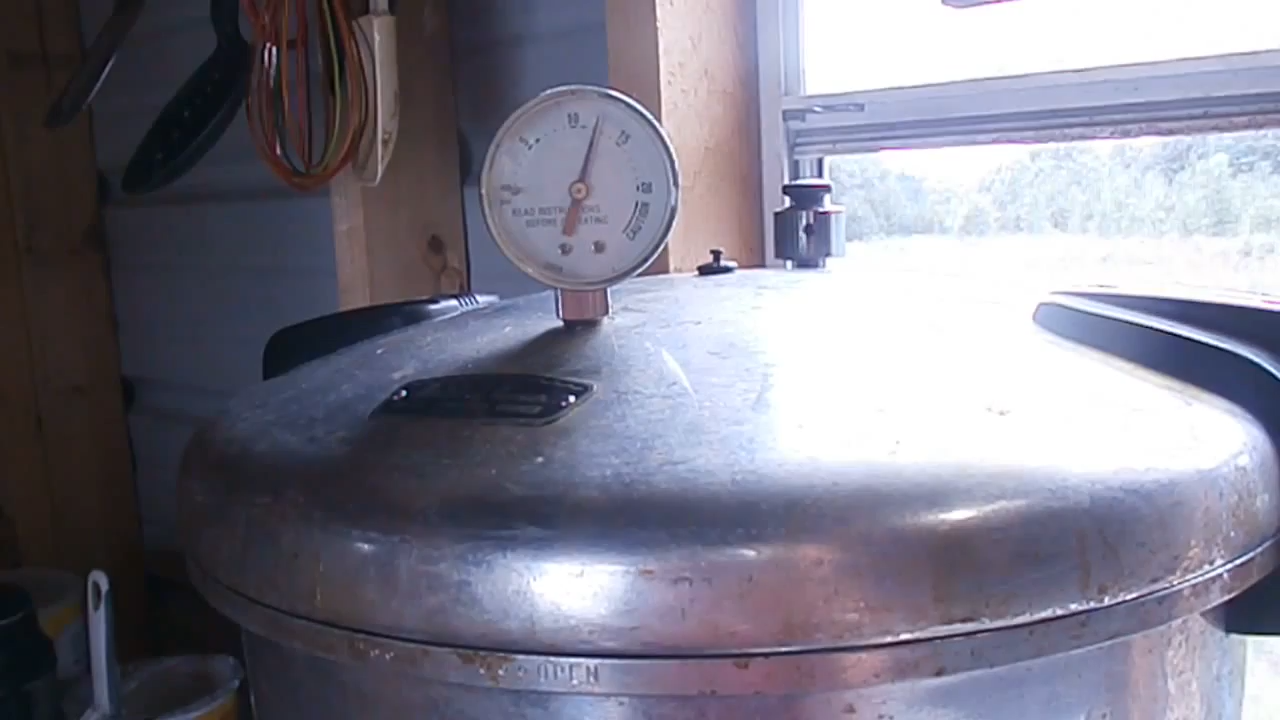 5 10 15 20
READ INSTRUCTIONS
BEFORE OPERATING
CAUTION
OPEN